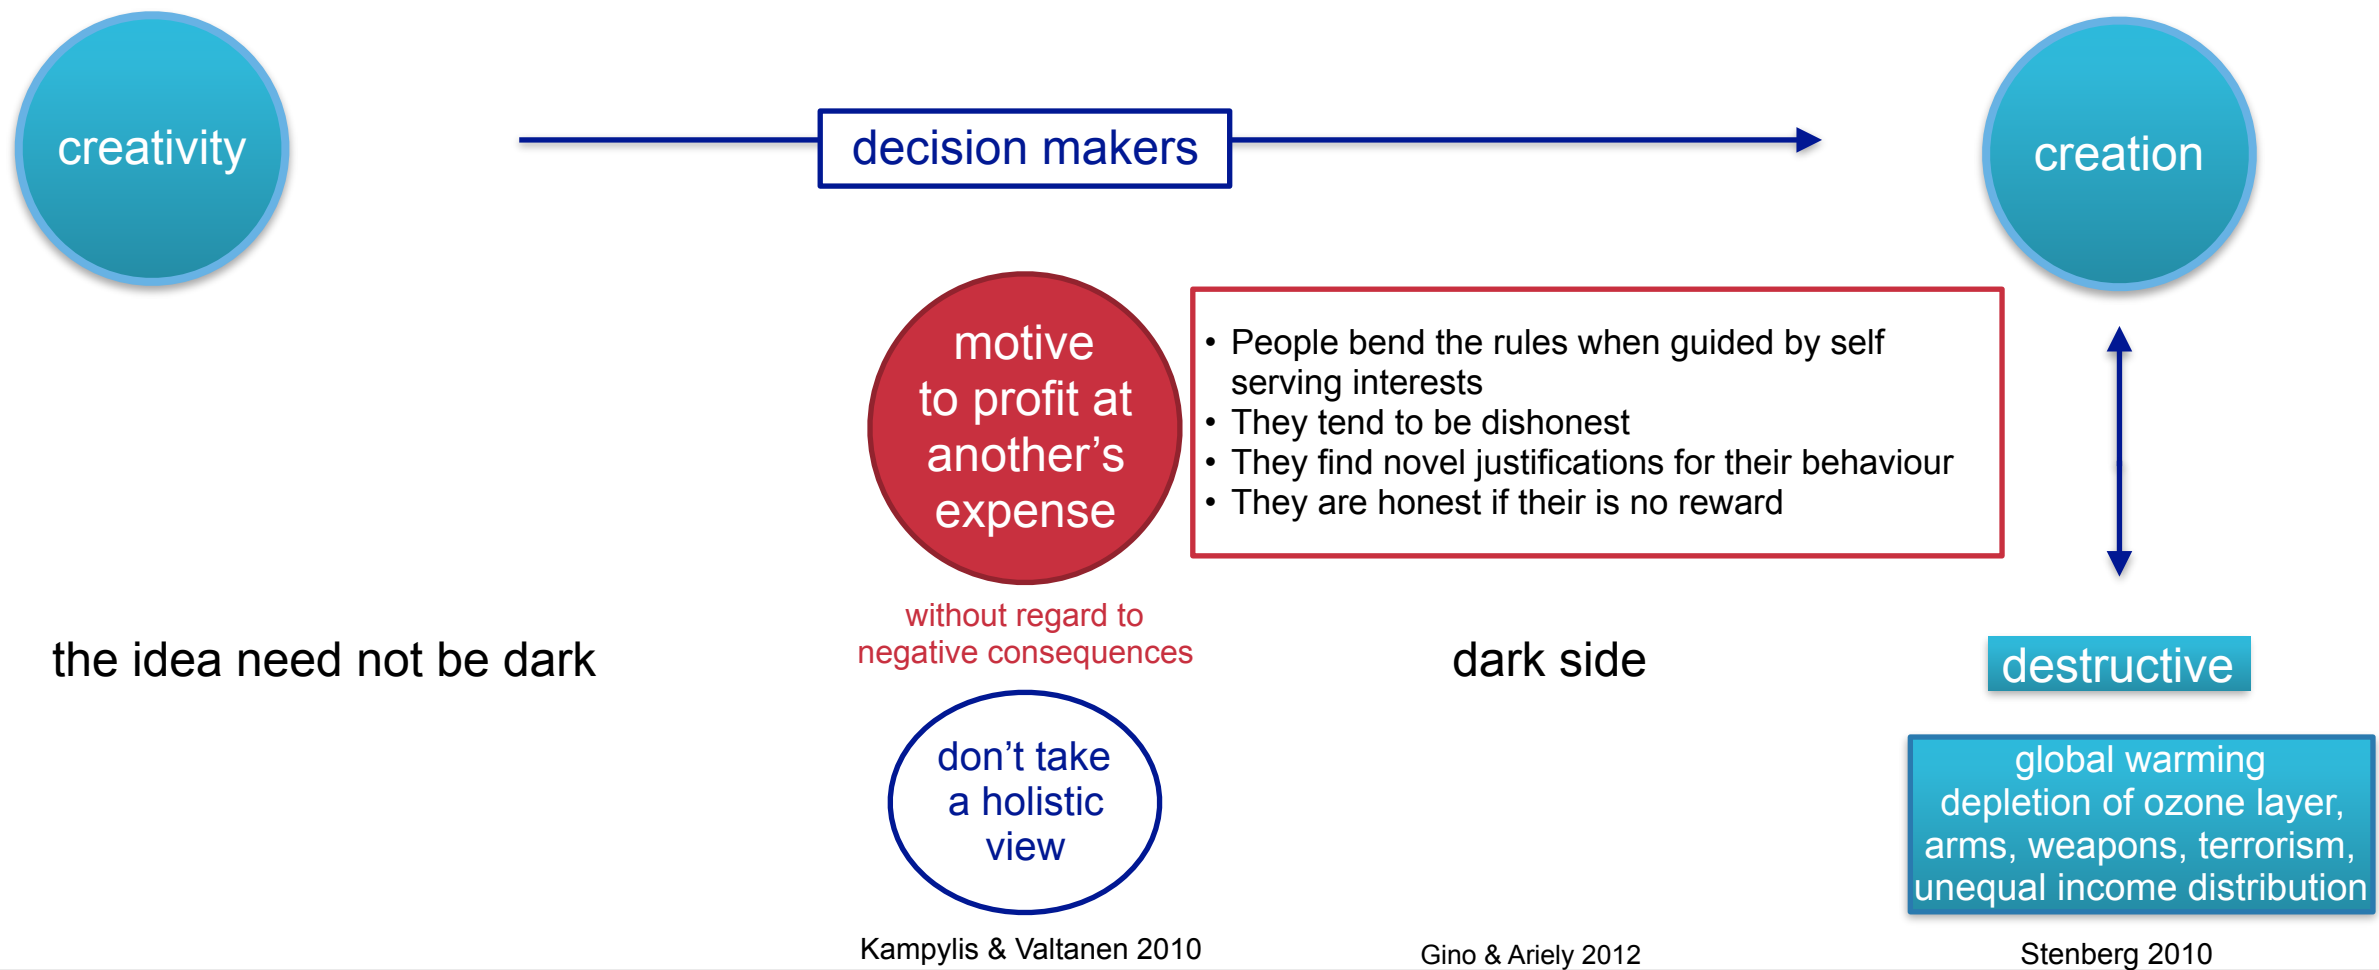 creativity
decision makers
creation
motive
to profit at
another’s
expense
• People bend the rules when guided by self
serving interests
• They tend to be dishonest
• They find novel justifications for their behaviour
• They are honest if their is no reward
without regard to
negative consequences
the idea need not be dark
dark side
destructive
don’t take
a holistic
view
global warming
depletion of ozone layer,
arms, weapons, terrorism,
unequal income distribution
Kampylis & Valtanen 2010
Gino & Ariely 2012
Stenberg 2010